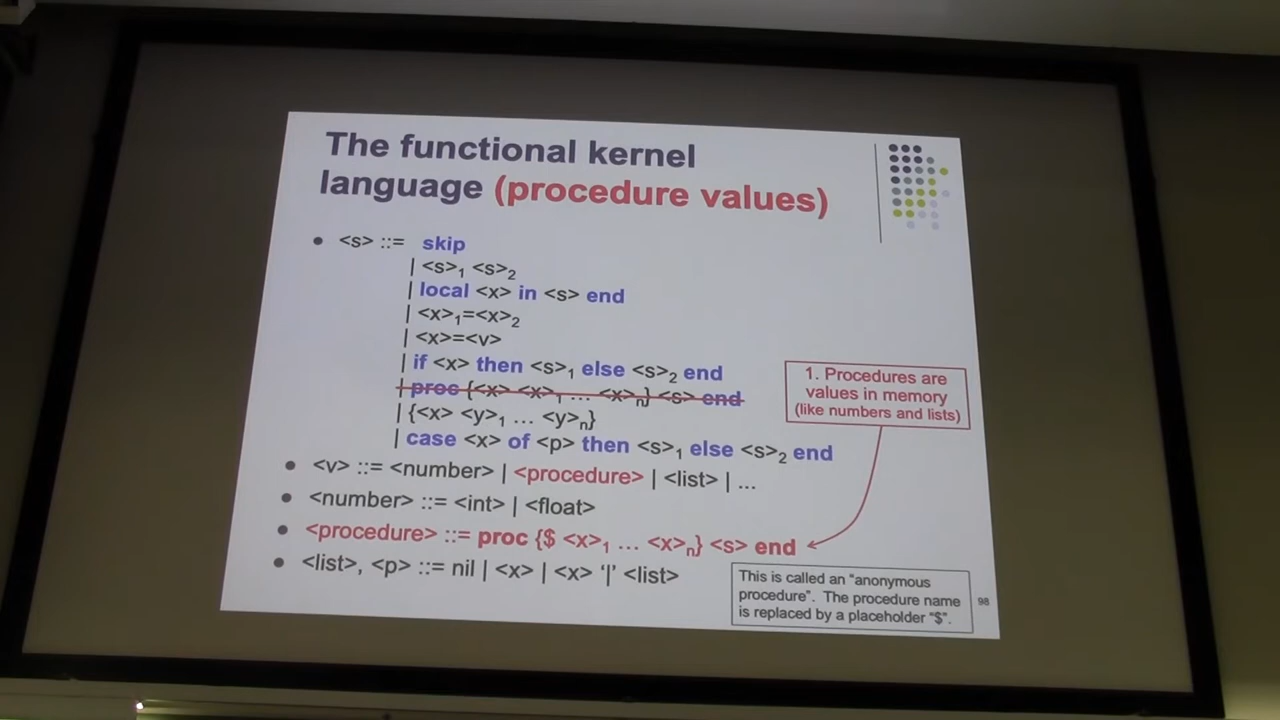 The functional kernel
language (procedure values)
• <s> ::= skip
| <s>1 <s>2
| local <x> in <s> end
| <x>1=<x>2
| <x>=<v>
| if <x> then <s>1 else <s>2 end
| proc {<x> <x>1 … <x>n} <s> end
| {<x> <y>1 … <y>n}
| case <x> of <p> then <s>1 else <s>2 end
• <v> ::= <number> | <procedure> | <list> | …
• <number> ::= <int> | <float>
• <procedure> ::= proc {$ <x>1 … <x>n} <s> end
• <list>, <p> ::= nil | <x> | <x> '|' <list>
1. Procedures are
values in memory
(like numbers and lists)
This is called an "anonymous
procedure". The procedure name
is replaced by a placeholder "$".
98